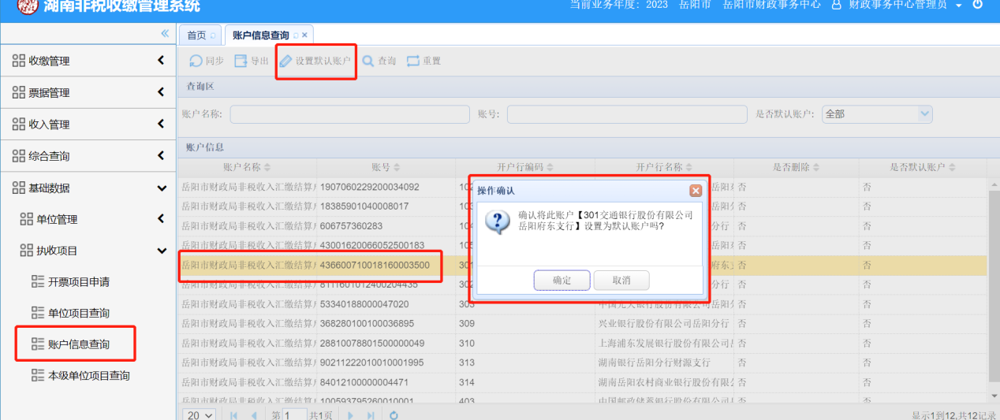 湖南非税收缴管理系统
当前业务年度: 2023 岳阳市 岳阳市财政事务中心 财政事务中心管理员
首页 账户信息查询
收缴管理
票据管理
收入管理
综合查询
基础数据
单位管理
执收项目
开票项目申请
单位项目查询
账户信息查询
本级单位项目查询
同步 导出 设置默认账户 查询 重置
查询区
账户名称: 账号: 是否默认账户: 全部
账户信息
账户名称 账号 开户行编码 开户行名称 是否删除 是否默认账户
岳阳市财政局非税收入汇缴结算户 1907060229200034092 102 岳阳 否 否
岳阳市财政局非税收入汇缴结算户 18385901040008017 103 岳阳分 否 否
岳阳市财政局非税收入汇缴结算户 606757360283 104 分行 否 否
岳阳市财政局非税收入汇缴结算户 43001620066052500183 105 岳阳 否 否
岳阳市财政局非税收入汇缴结算户 436600710018160003500 301 府东支 否 否
岳阳市财政局非税收入汇缴结算户 8111601012400204435 302 分行 否 否
岳阳市财政局非税收入汇缴结算户 53340188000047020 303 中国光大银行股份有限公司岳阳分 否 否
岳阳市财政局非税收入汇缴结算户 368280100100036895 309 兴业银行股份有限公司岳阳分行 否 否
岳阳市财政局非税收入汇缴结算户 28810078801500000049 310 上海浦东发展银行股份有限公司 否 否
岳阳市财政局非税收入汇缴结算户 90211222010010001995 313 湖南银行岳阳分行财源支行 否 否
岳阳市财政局非税收入汇缴结算户 84012100000004471 314 湖南岳阳农村商业银行股份有限公 否 否
岳阳市财政局非税收入汇缴结算户 100593795260010001 403 中国邮政储蓄银行股份有限公司 否 否
操作确认
确认将此账户【301交通银行股份有限公司
岳阳府东支行】设置为默认账户吗?
确定 取消
20 第 1 共1页 显示1到12,共12记录